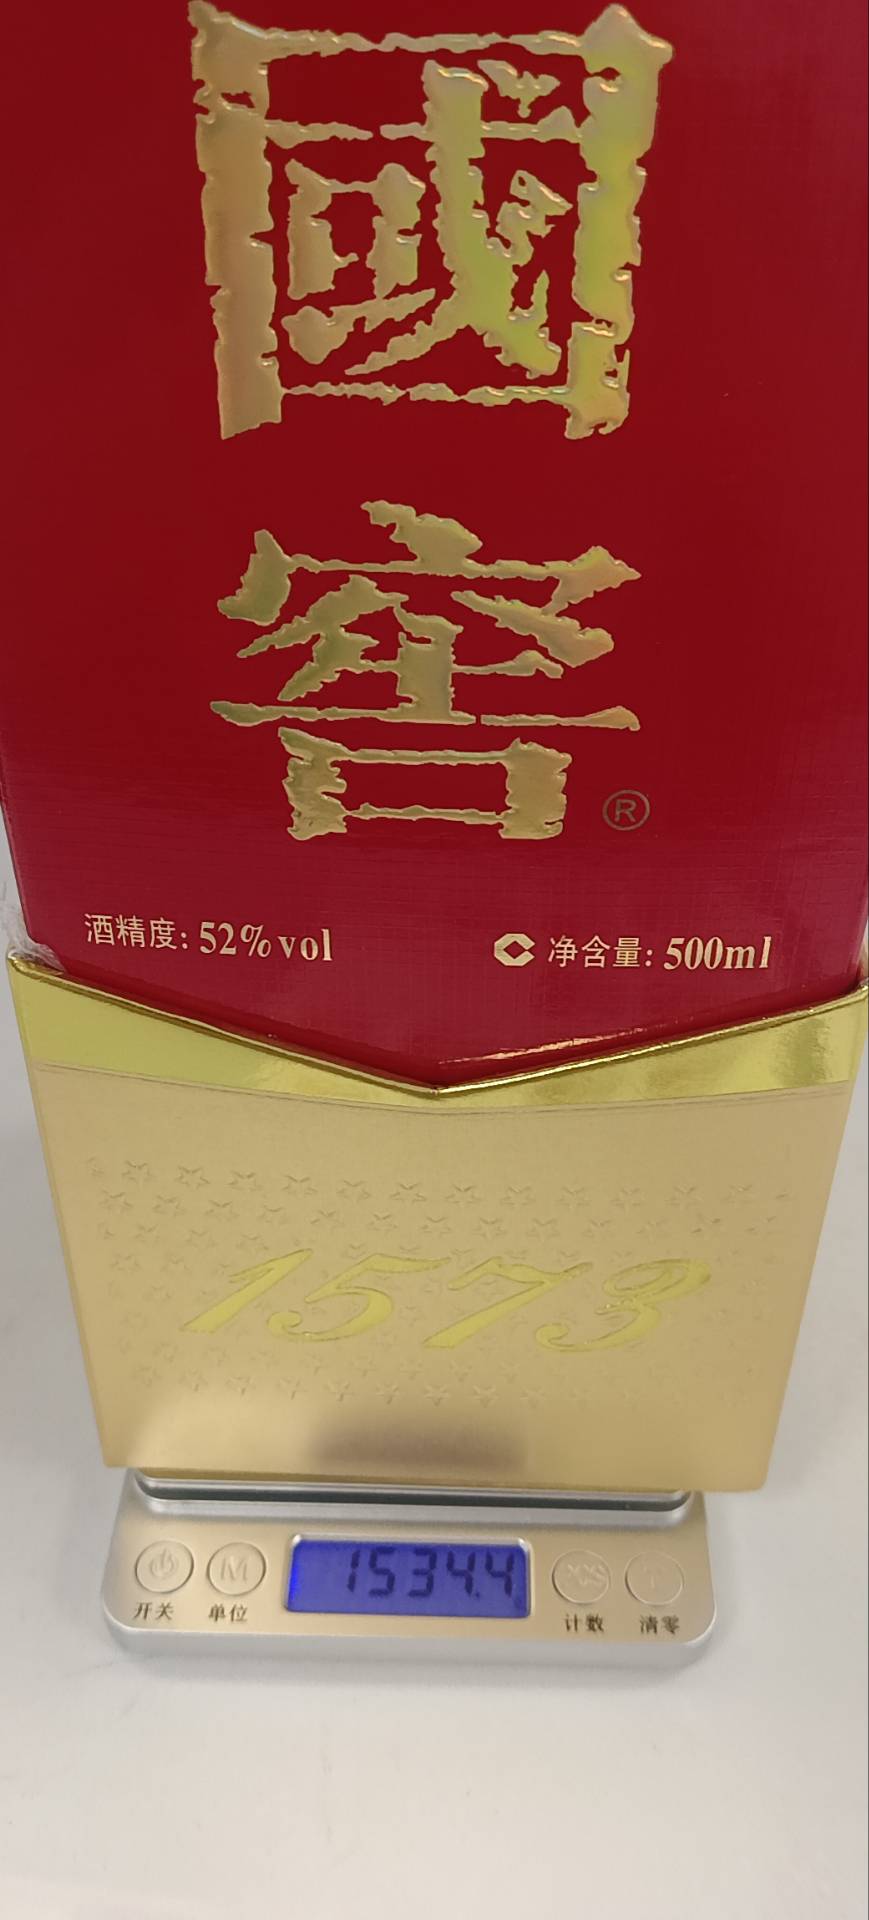 國
窖
®
酒精度: 52%vol
净含量: 500ml
1573
1534.4
M
PCS
T
开关
单位
计数
清零